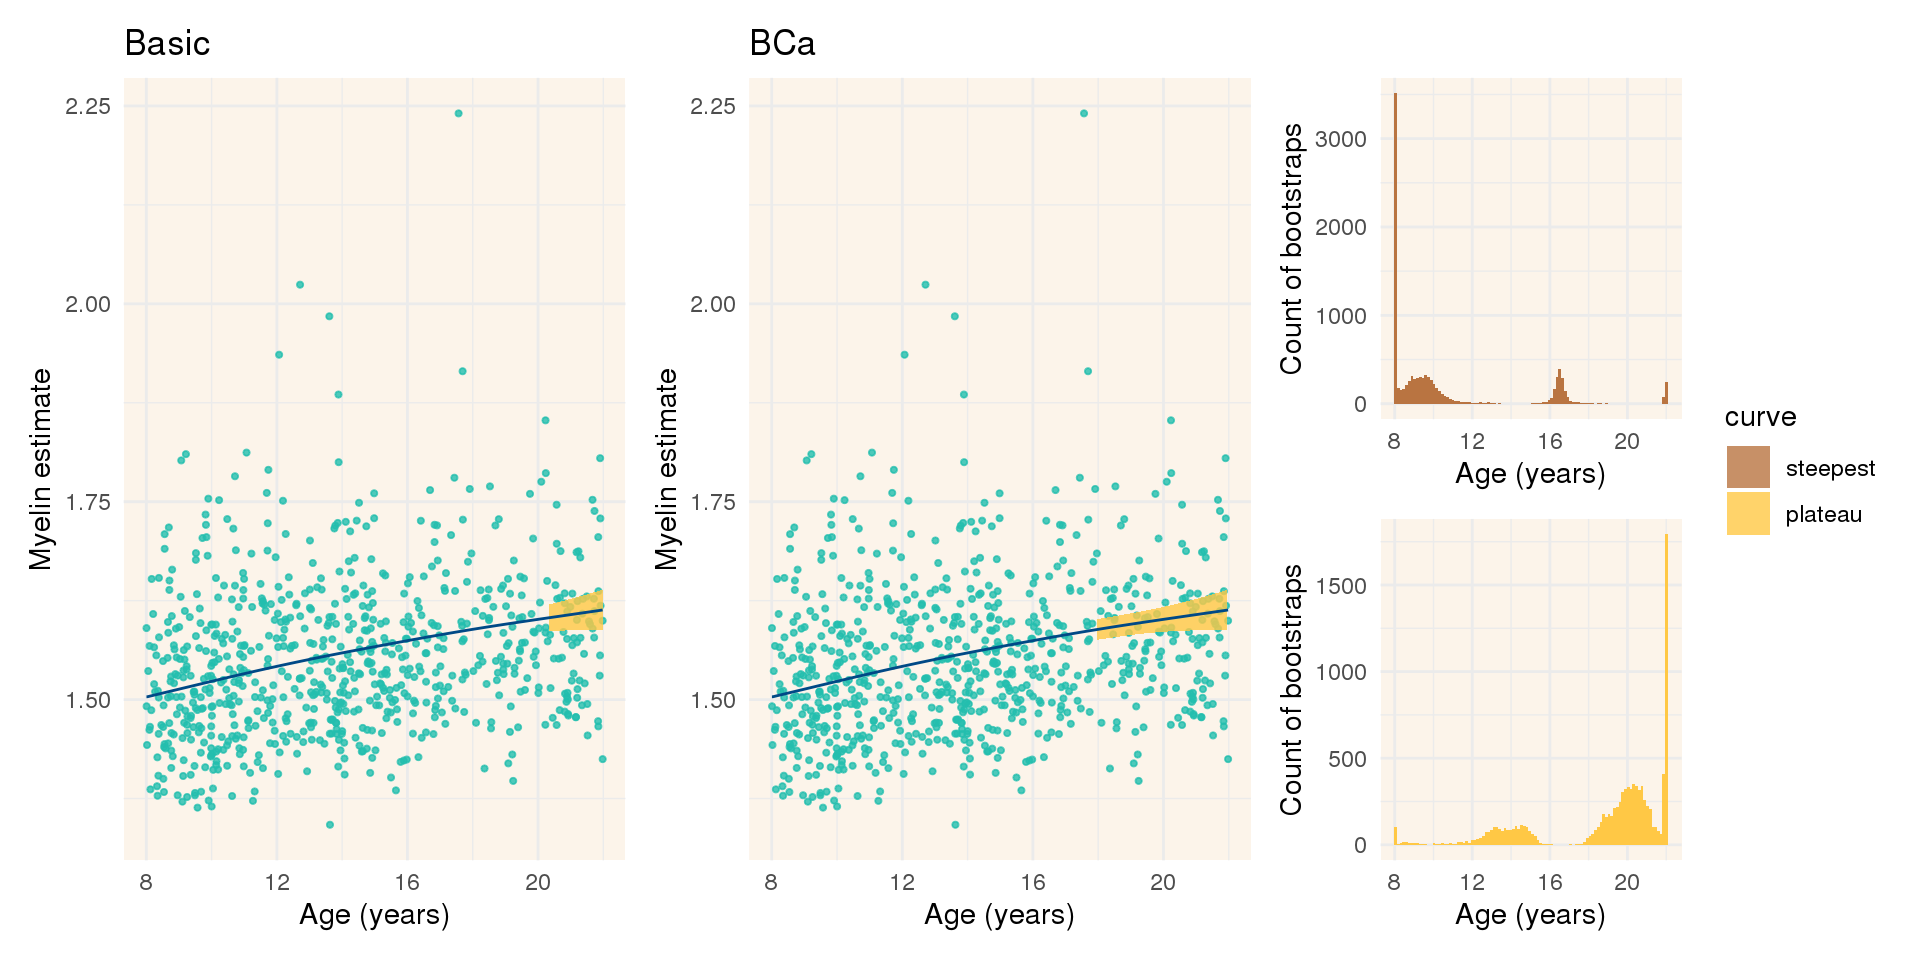 Basic
2.25
2.00
1.75
1.50
Myelin estimate
8 12 16 20
Age (years)
BCa
2.25
2.00
1.75
1.50
Myelin estimate
8 12 16 20
Age (years)
3000
2000
1000
0
Count of bootstraps
8 12 16 20
Age (years)
1500
1000
500
0
Count of bootstraps
8 12 16 20
Age (years)
curve
steepest
plateau